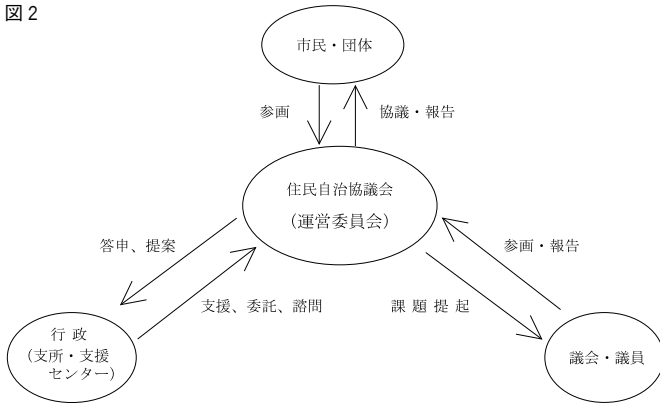 図2
市民・団体
参画
協議・報告
住民自治協議会
（運営委員会）
答申、提案
参画・報告
支援、委託、諮問
課題提起
行政
（支所・支援
センター）
議会・議員